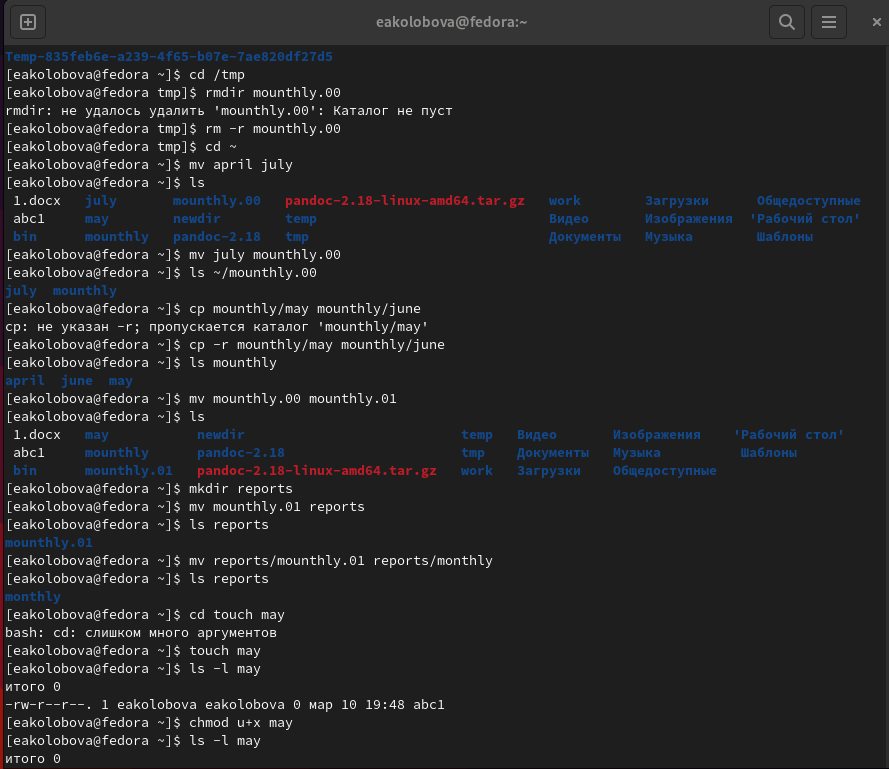 eakolobova@fedora:~
Temp-835feb6e-a239-4f65-b07e-7ae820df27d5
[eakolobova@fedora ~]$ cd /tmp
[eakolobova@fedora tmp]$ rmdir mounthly.00
rmdir: не удалось удалить 'mounthly.00': Каталог не пуст
[eakolobova@fedora tmp]$ rm -r mounthly.00
[eakolobova@fedora tmp]$ cd ~
[eakolobova@fedora ~]$ mv april july
[eakolobova@fedora ~]$ ls
1.docx july mounthly.00 pandoc-2.18-linux-amd64.tar.gz work Загрузки Общедоступные
abc1 may newdir temp Видео Изображения 'Рабочий стол'
bin mounthly pandoc-2.18 tmp Документы Музыка Шаблоны
[eakolobova@fedora ~]$ mv july mounthly.00
[eakolobova@fedora ~]$ ls ~/mounthly.00
july mounthly
[eakolobova@fedora ~]$ cp mounthly/may mounthly/june
cp: не указан -r; пропускается каталог 'mounthly/may'
[eakolobova@fedora ~]$ cp -r mounthly/may mounthly/june
[eakolobova@fedora ~]$ ls mounthly
april june may
[eakolobova@fedora ~]$ mv mounthly.00 mounthly.01
[eakolobova@fedora ~]$ ls
1.docx may newdir temp Видео Изображения 'Рабочий стол'
abc1 mounthly pandoc-2.18 tmp Документы Музыка Шаблоны
bin mounthly.01 pandoc-2.18-linux-amd64.tar.gz work Загрузки Общедоступные
[eakolobova@fedora ~]$ mkdir reports
[eakolobova@fedora ~]$ mv mounthly.01 reports
[eakolobova@fedora ~]$ ls reports
mounthly.01
[eakolobova@fedora ~]$ mv reports/mounthly.01 reports/monthly
[eakolobova@fedora ~]$ ls reports
monthly
[eakolobova@fedora ~]$ cd touch may
bash: cd: слишком много аргументов
[eakolobova@fedora ~]$ touch may
[eakolobova@fedora ~]$ ls -l may
итого 0
-rw-r--r--. 1 eakolobova eakolobova 0 мар 10 19:48 abc1
[eakolobova@fedora ~]$ chmod u+x may
[eakolobova@fedora ~]$ ls -l may
итого 0